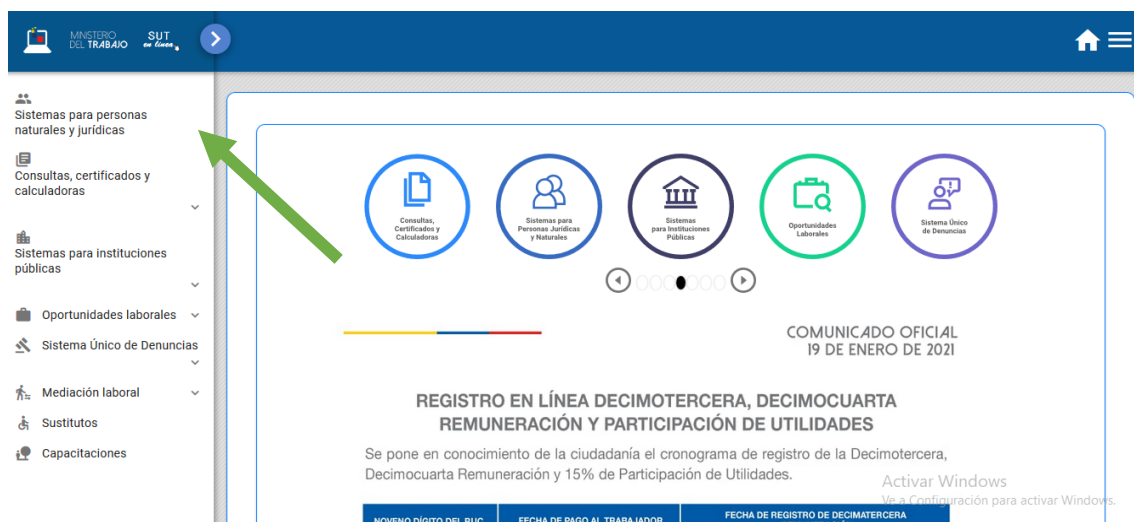 MINISTERIO
DEL TRABAJO
SUT
en línea
Sistemas para personas
naturales y jurídicas
Consultas, certificados y
calculadoras
Sistemas para instituciones
públicas
Oportunidades laborales
Sistema Único de Denuncias
Mediación laboral
Sustitutos
Capacitaciones
Consultas,
Certificados y
Calculadoras
Sistemas para
Personas Jurídicas
y Naturales
Sistemas
para Instituciones
Públicas
Oportunidades
Laborales
Sistema Único
de Denuncias
COMUNICADO OFICIAL
19 DE ENERO DE 2021
REGISTRO EN LÍNEA DECIMOTERCERA, DECIMOCUARTA
REMUNERACIÓN Y PARTICIPACIÓN DE UTILIDADES
Se pone en conocimiento de la ciudadanía el cronograma de registro de la Decimotercera,
Decimocuarta Remuneración y 15% de Participación de Utilidades.
Activar Windows
Ve a Configuración para activar Windows.
NOVENO DÍGITO DEL RUC
FECHA DE PAGO AL TRABAJADOR
FECHA DE REGISTRO DE DECIMATERCERA